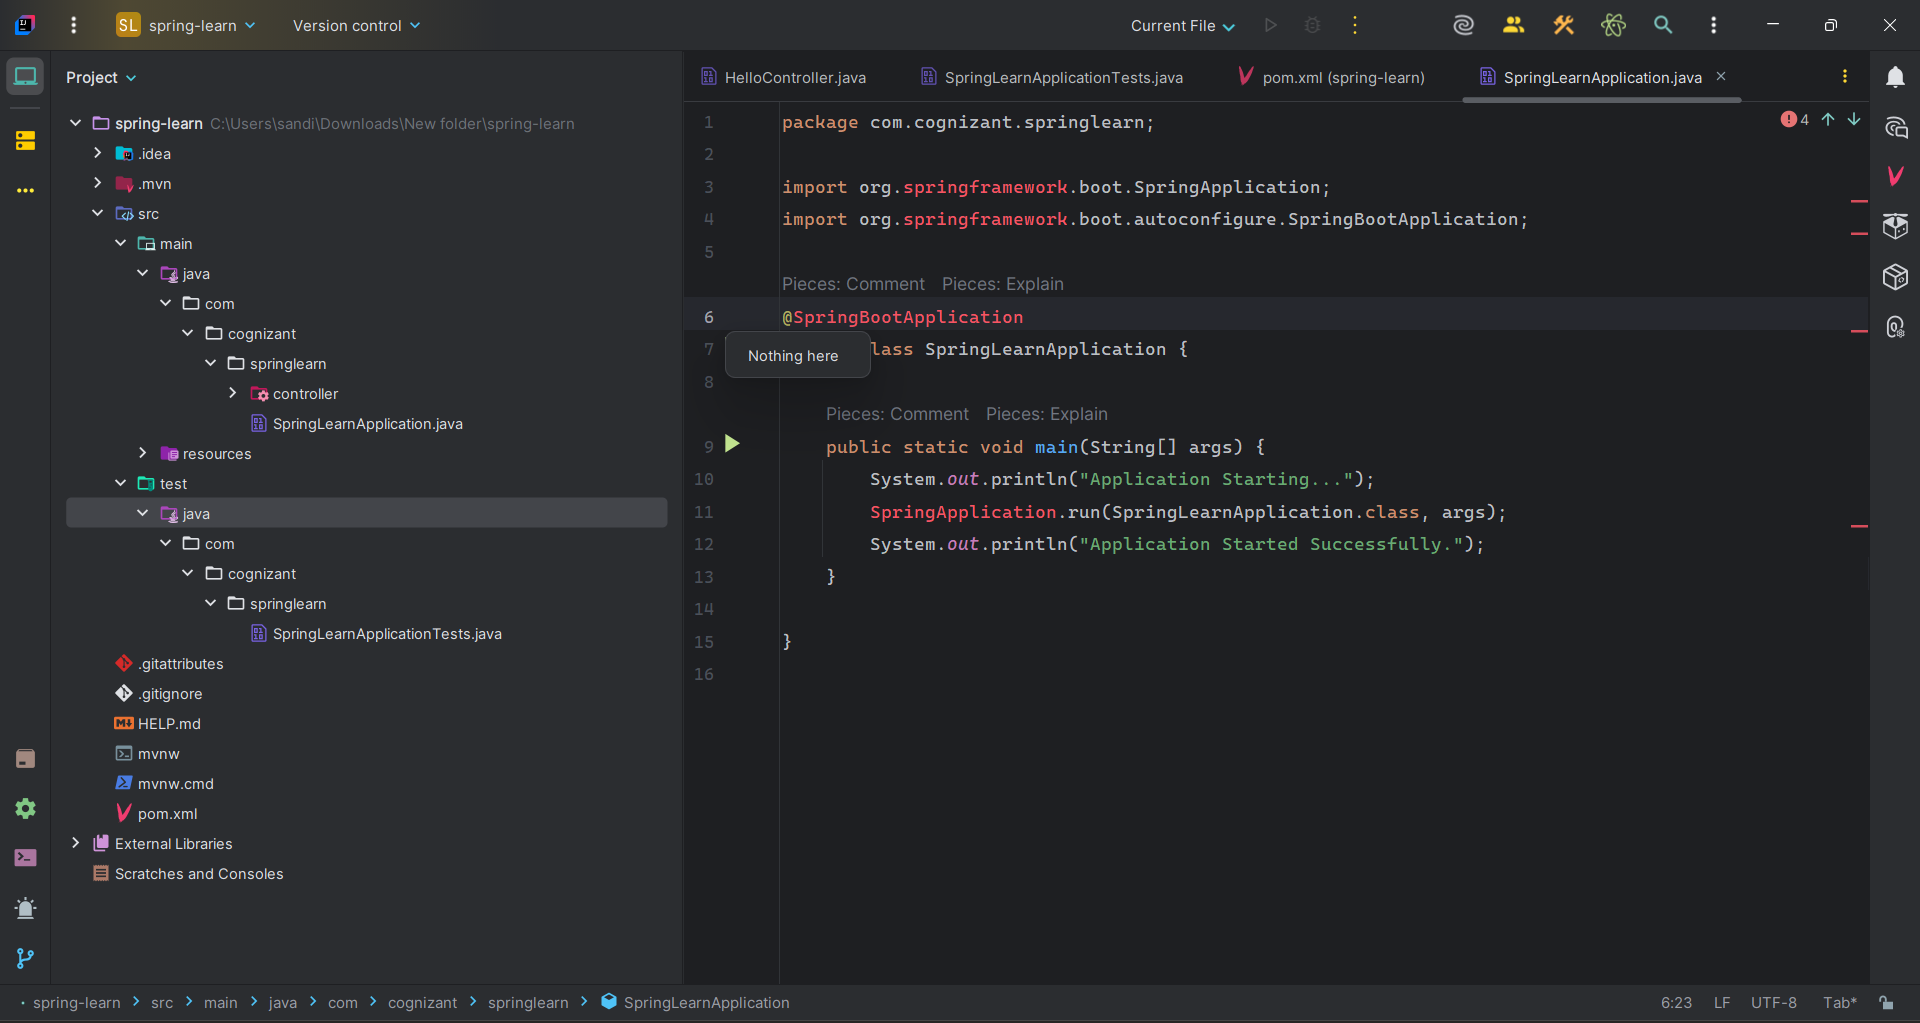 SL spring-learn
Version control
Current File
Project
spring-learn C:\Users\sandi\Downloads\New folder\spring-learn
.idea
.mvn
src
main
java
com
cognizant
springlearn
controller
SpringLearnApplication.java
resources
test
java
com
cognizant
springlearn
SpringLearnApplicationTests.java
.gitattributes
.gitignore
HELP.md
mvnw
mvnw.cmd
pom.xml
External Libraries
Scratches and Consoles
HelloController.java
SpringLearnApplicationTests.java
pom.xml (spring-learn)
SpringLearnApplication.java
4
1 package com.cognizant.springlearn;
2
3 import org.springframework.boot.SpringApplication;
4 import org.springframework.boot.autoconfigure.SpringBootApplication;
5
Pieces: Comment Pieces: Explain
6 @SpringBootApplication
7 lass SpringLearnApplication {
Nothing here
8
Pieces: Comment Pieces: Explain
9 public static void main(String[] args) {
10 System.out.println("Application Starting...");
11 SpringApplication.run(SpringLearnApplication.class, args);
12 System.out.println("Application Started Successfully.");
13 }
14
15 }
16
spring-learn > src > main > java > com > cognizant > springlearn > SpringLearnApplication
6:23 LF UTF-8 Tab*